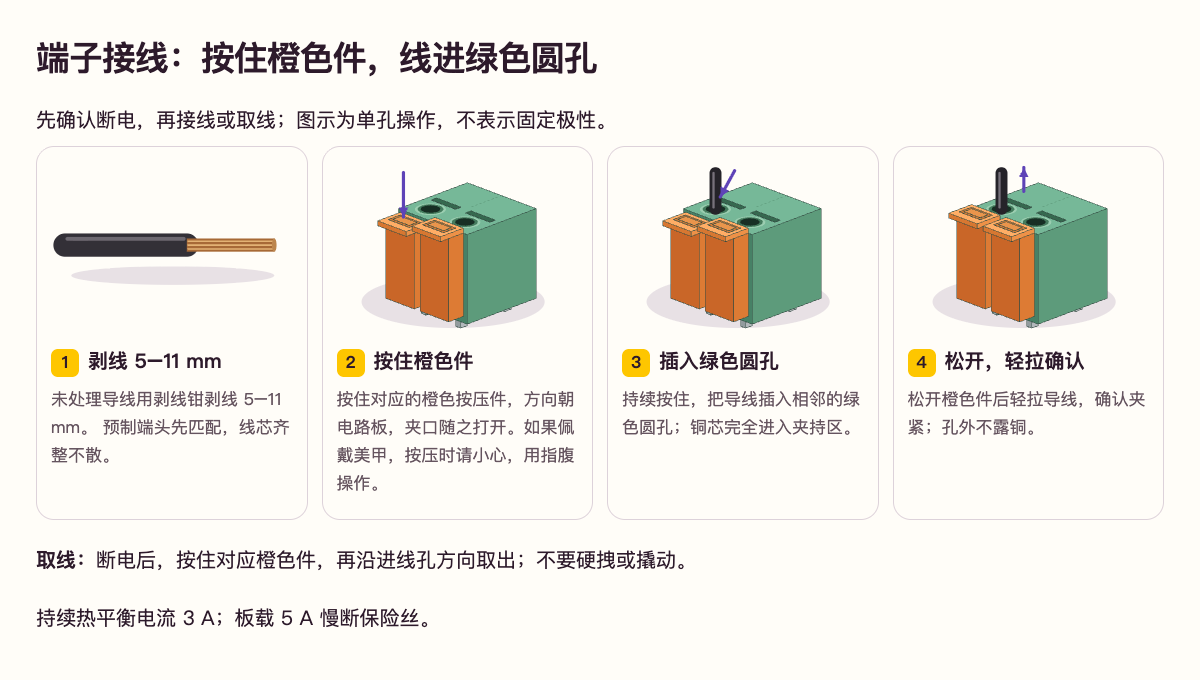 端子接线：按住橙色件，线进绿色圆孔
先确认断电，再接线或取线；图示为单孔操作，不表示固定极性。
1 剥线 5–11 mm
未处理导线用剥线钳剥线 5–11
mm。 预制端头先匹配，线芯齐
整不散。
2 按住橙色件
按住对应的橙色按压件，方向朝
电路板，夹口随之打开。如果佩
戴美甲，按压时请小心，用指腹
操作。
3 插入绿色圆孔
持续按住，把导线插入相邻的绿
色圆孔；铜芯完全进入夹持区。
4 松开，轻拉确认
松开橙色件后轻拉导线，确认夹
紧；孔外不露铜。
取线：断电后，按住对应橙色件，再沿进线孔方向取出；不要硬拽或撬动。
持续热平衡电流 3 A；板载 5 A 慢断保险丝。